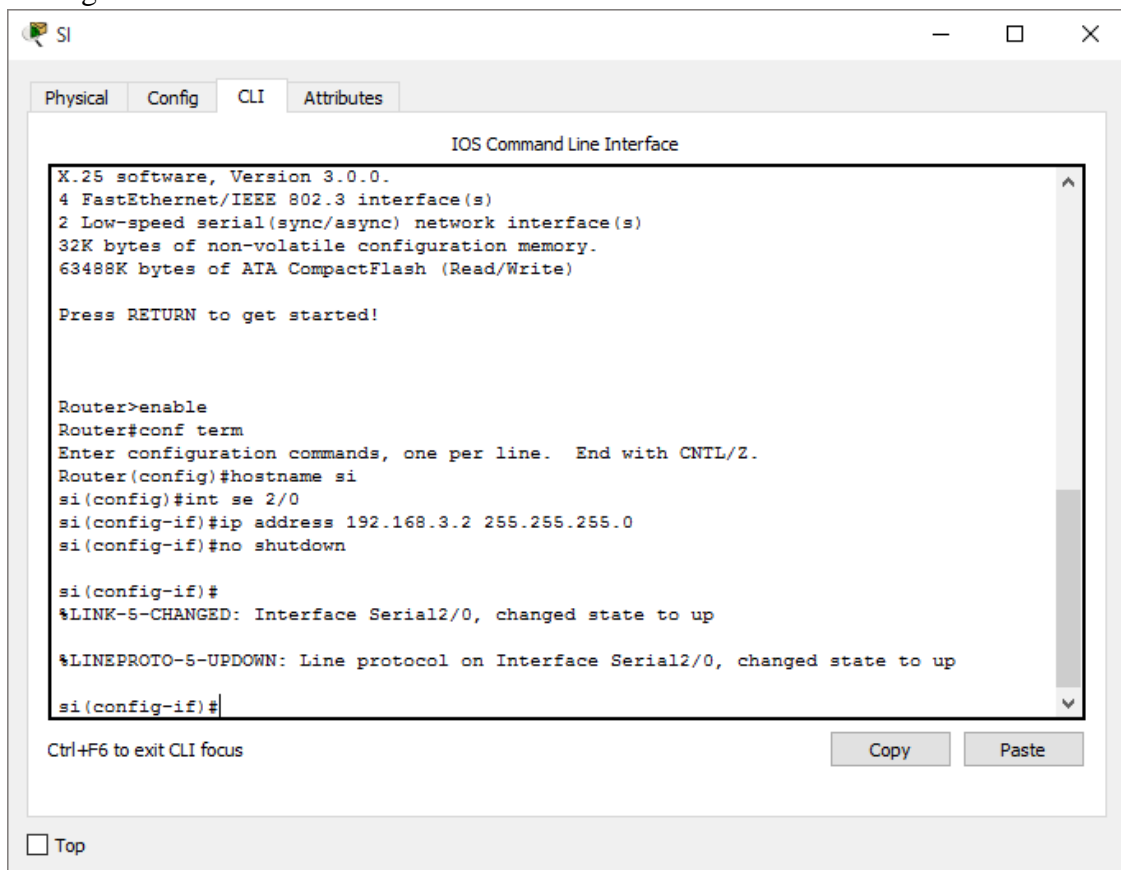 SI
Physical Config CLI Attributes
IOS Command Line Interface
X.25 software, Version 3.0.0.
4 FastEthernet/IEEE 802.3 interface(s)
2 Low-speed serial(sync/async) network interface(s)
32K bytes of non-volatile configuration memory.
63488K bytes of ATA CompactFlash (Read/Write)
Press RETURN to get started!
Router>enable
Router#conf term
Enter configuration commands, one per line.  End with CNTL/Z.
Router(config)#hostname si
si(config)#int se 2/0
si(config-if)#ip address 192.168.3.2 255.255.255.0
si(config-if)#no shutdown
si(config-if)#
%LINK-5-CHANGED: Interface Serial2/0, changed state to up
%LINEPROTO-5-UPDOWN: Line protocol on Interface Serial2/0, changed state to up
si(config-if)#
Ctrl+F6 to exit CLI focus
Copy Paste
Top